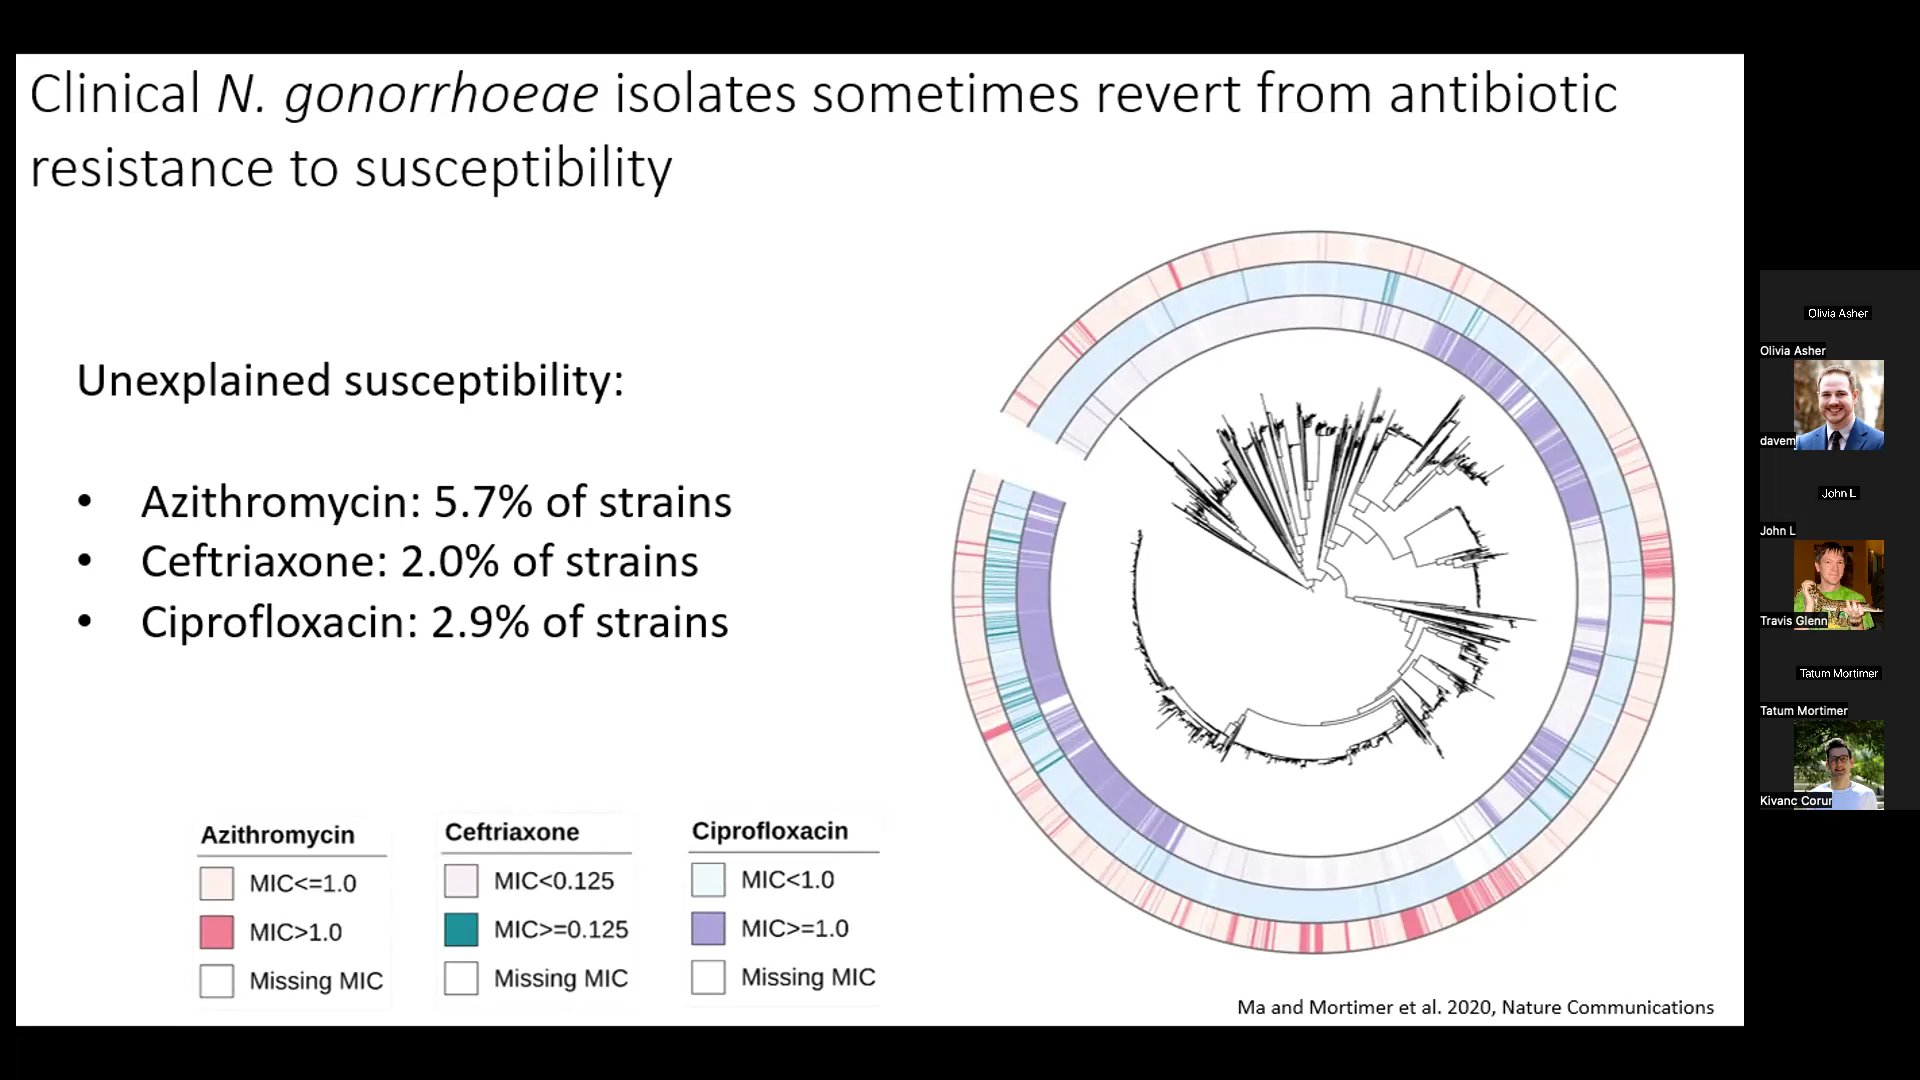 Clinical N. gonorrhoeae isolates sometimes revert from antibiotic
resistance to susceptibility
Unexplained susceptibility:
• Azithromycin: 5.7% of strains
• Ceftriaxone: 2.0% of strains
• Ciprofloxacin: 2.9% of strains
Azithromycin
MIC<=1.0
MIC>1.0
Missing MIC
Ceftriaxone
MIC<0.125
MIC>=0.125
Missing MIC
Ciprofloxacin
MIC<1.0
MIC>=1.0
Missing MIC
Ma and Mortimer et al. 2020, Nature Communications
Olivia Asher
Olivia Asher
davem
John L
John L
Travis Glenn
Tatum Mortimer
Tatum Mortimer
Kivanc Corur